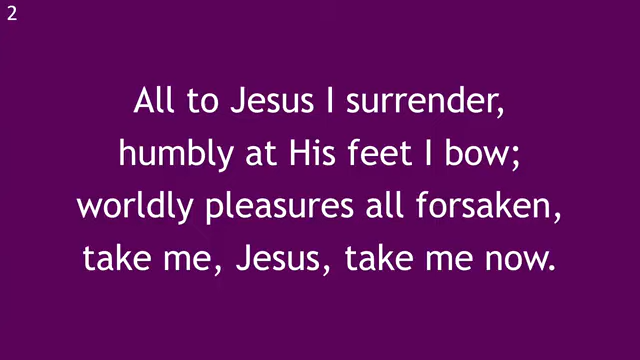 2
All to Jesus I surrender,
humbly at His feet I bow;
worldly pleasures all forsaken,
take me, Jesus, take me now.